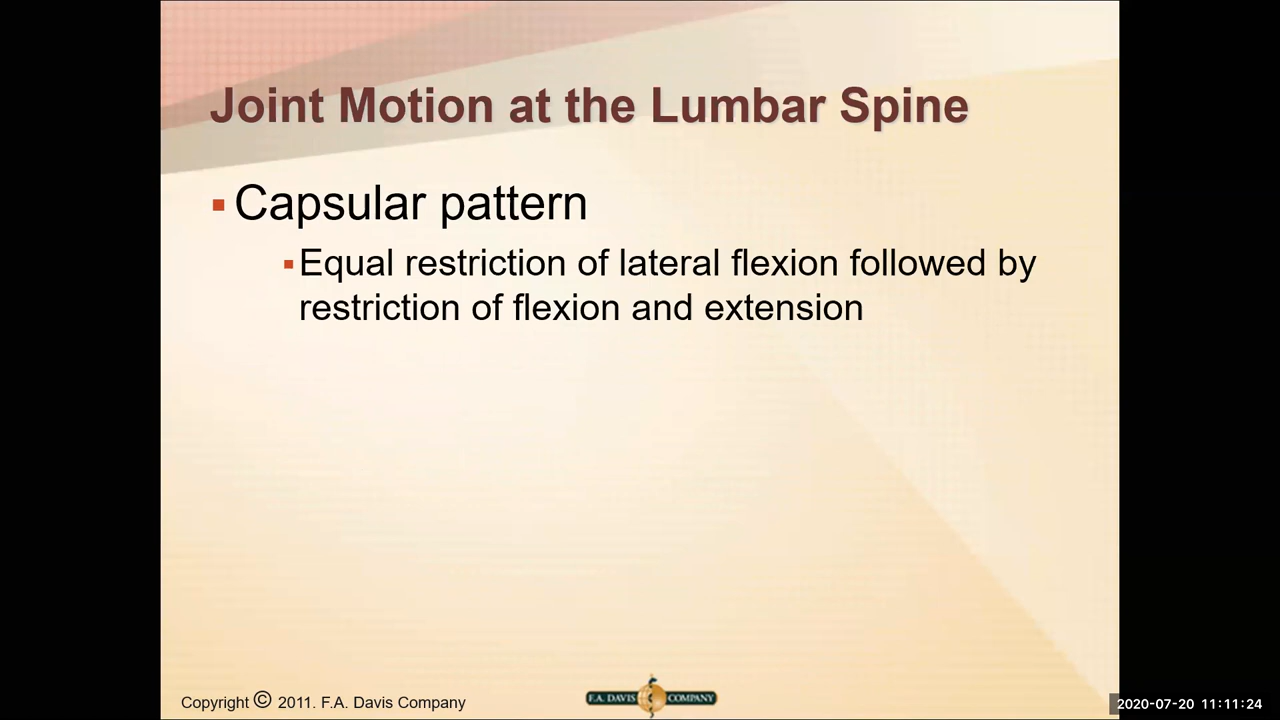 Joint Motion at the Lumbar Spine
▪Capsular pattern
▪Equal restriction of lateral flexion followed by
restriction of flexion and extension
Copyright © 2011. F.A. Davis Company
F.A. DAVIS COMPANY
2020-07-20 11:11:24